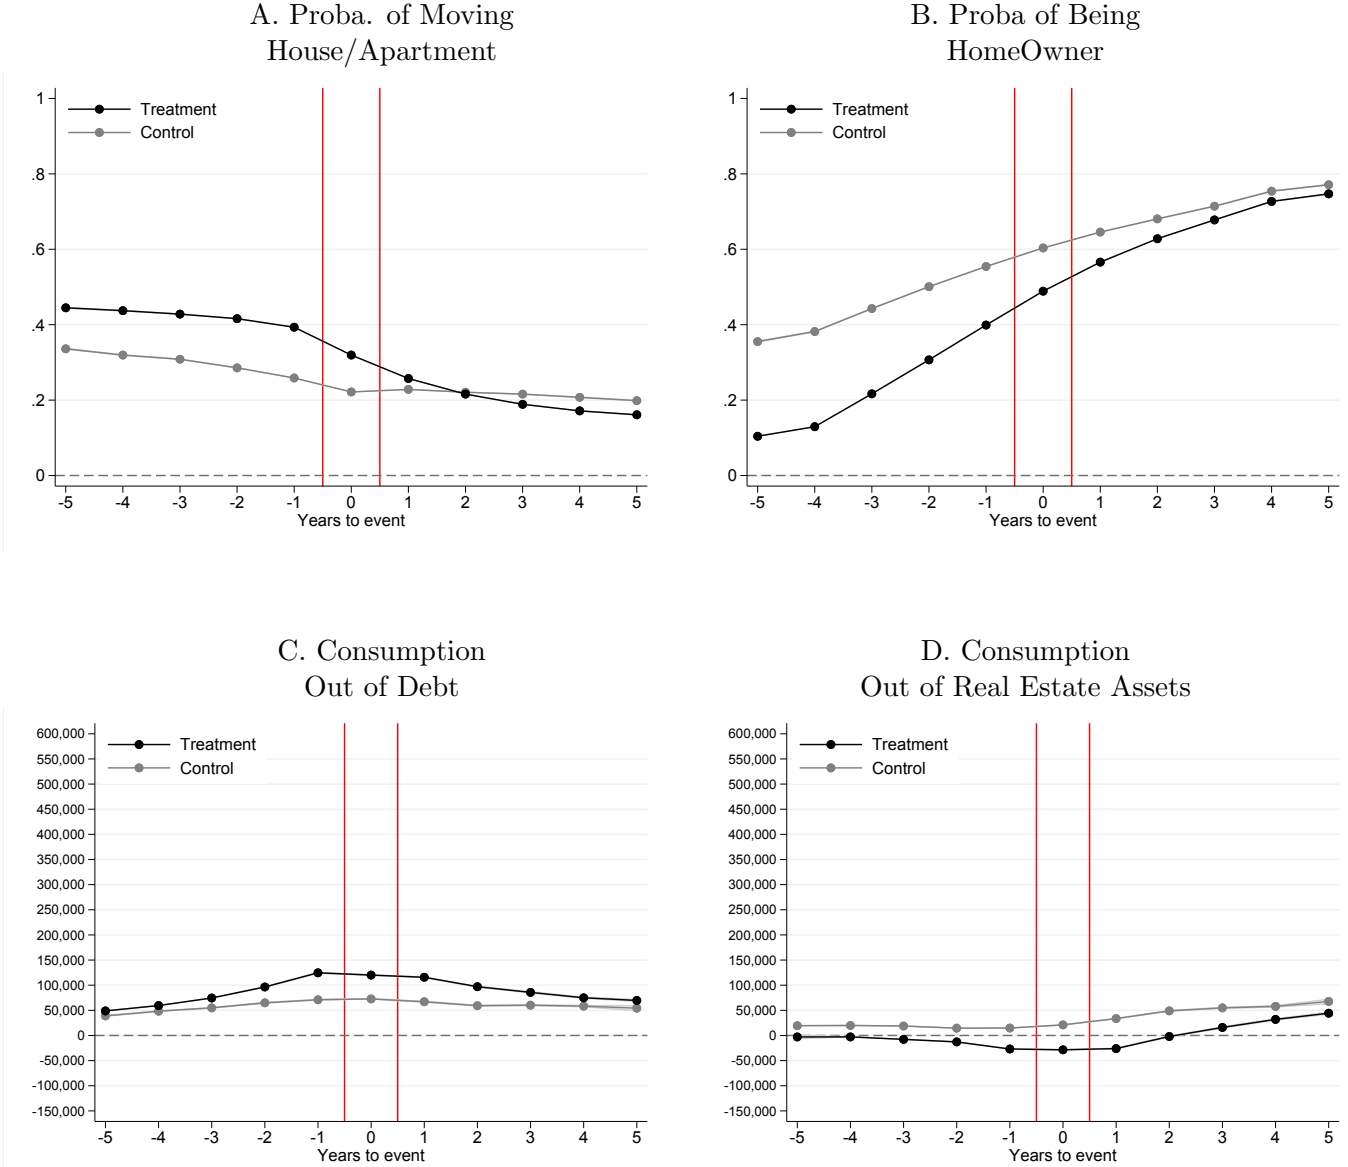 A. Proba. of Moving
House/Apartment
1
.8
.6
.4
.2
0
Treatment
Control
-5 -4 -3 -2 -1 0 1 2 3 4 5
Years to event
B. Proba of Being
HomeOwner
1
.8
.6
.4
.2
0
Treatment
Control
-5 -4 -3 -2 -1 0 1 2 3 4 5
Years to event
C. Consumption
Out of Debt
600,000
550,000
500,000
450,000
400,000
350,000
300,000
250,000
200,000
150,000
100,000
50,000
0
-50,000
-100,000
-150,000
Treatment
Control
-5 -4 -3 -2 -1 0 1 2 3 4 5
Years to event
D. Consumption
Out of Real Estate Assets
600,000
550,000
500,000
450,000
400,000
350,000
300,000
250,000
200,000
150,000
100,000
50,000
0
-50,000
-100,000
-150,000
Treatment
Control
-5 -4 -3 -2 -1 0 1 2 3 4 5
Years to event